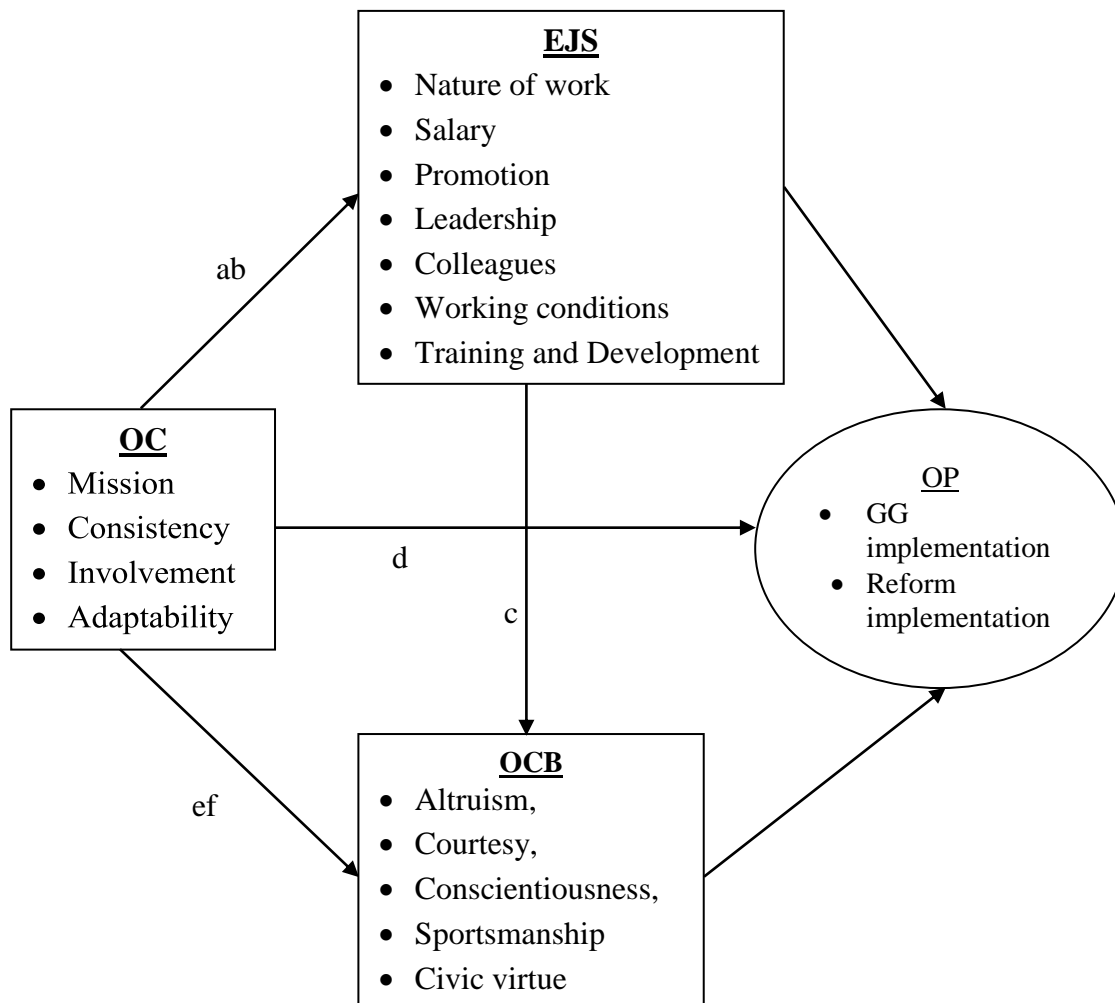 EJS
• Nature of work
• Salary
• Promotion
• Leadership
• Colleagues
• Working conditions
• Training and Development
ab
OC
• Mission
• Consistency
• Involvement
• Adaptability
d
c
OP
• GG
implementation
• Reform
implementation
ef
OCB
• Altruism,
• Courtesy,
• Conscientiousness,
• Sportsmanship
• Civic virtue